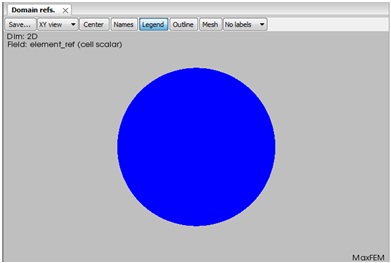 Domain refs. ×
Save... XY view Center Names Legend Outline Mesh No labels
Dim: 2D
Field: element_ref (cell scalar)
MaxFEM